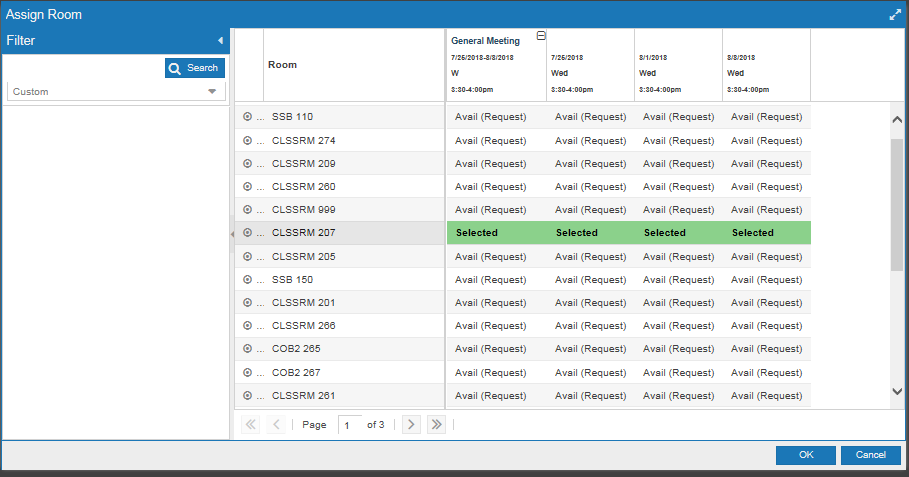 Assign Room
Filter
Search
Custom
Room
General Meeting
7/25/2018-8/8/2018
W
3:30-4:00pm
7/25/2018
Wed
3:30-4:00pm
8/1/2018
Wed
3:30-4:00pm
8/8/2018
Wed
3:30-4:00pm
... SSB 110 Avail (Request) Avail (Request) Avail (Request) Avail (Request)
... CLSSRM 274 Avail (Request) Avail (Request) Avail (Request) Avail (Request)
... CLSSRM 209 Avail (Request) Avail (Request) Avail (Request) Avail (Request)
... CLSSRM 260 Avail (Request) Avail (Request) Avail (Request) Avail (Request)
... CLSSRM 999 Avail (Request) Avail (Request) Avail (Request) Avail (Request)
... CLSSRM 207 Selected Selected Selected Selected
... CLSSRM 205 Avail (Request) Avail (Request) Avail (Request) Avail (Request)
... SSB 150 Avail (Request) Avail (Request) Avail (Request) Avail (Request)
... CLSSRM 201 Avail (Request) Avail (Request) Avail (Request) Avail (Request)
... CLSSRM 266 Avail (Request) Avail (Request) Avail (Request) Avail (Request)
... COB2 265 Avail (Request) Avail (Request) Avail (Request) Avail (Request)
... COB2 267 Avail (Request) Avail (Request) Avail (Request) Avail (Request)
... CLSSRM 261 Avail (Request) Avail (Request) Avail (Request) Avail (Request)
Page 1 of 3
OK Cancel